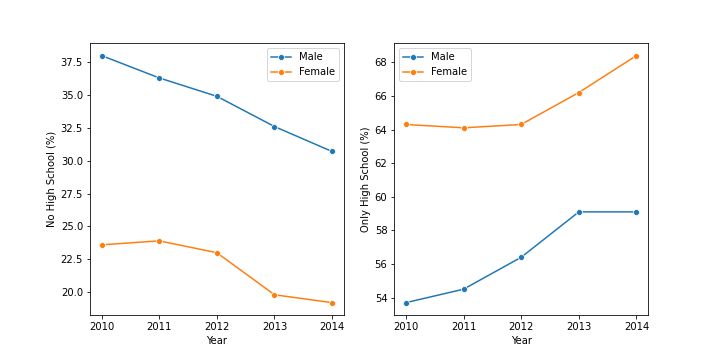 Male
Female
37.5
35.0
32.5
30.0
27.5
25.0
22.5
20.0
No High School (%)
2010 2011 2012 2013 2014
Year
Male
Female
68
66
64
62
60
58
56
54
Only High School (%)
2010 2011 2012 2013 2014
Year